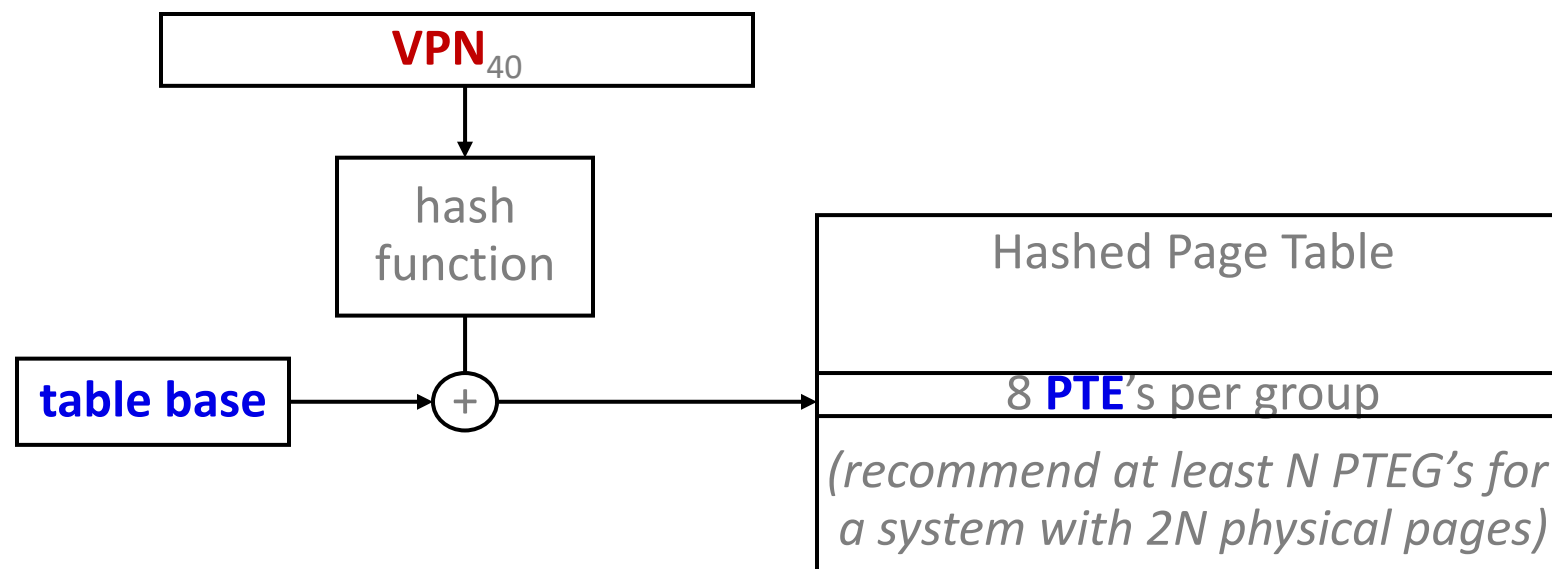 VPN40
hash
function
Hashed Page Table
table base
+
8 PTE’s per group
(recommend at least N PTEG’s for
a system with 2N physical pages)